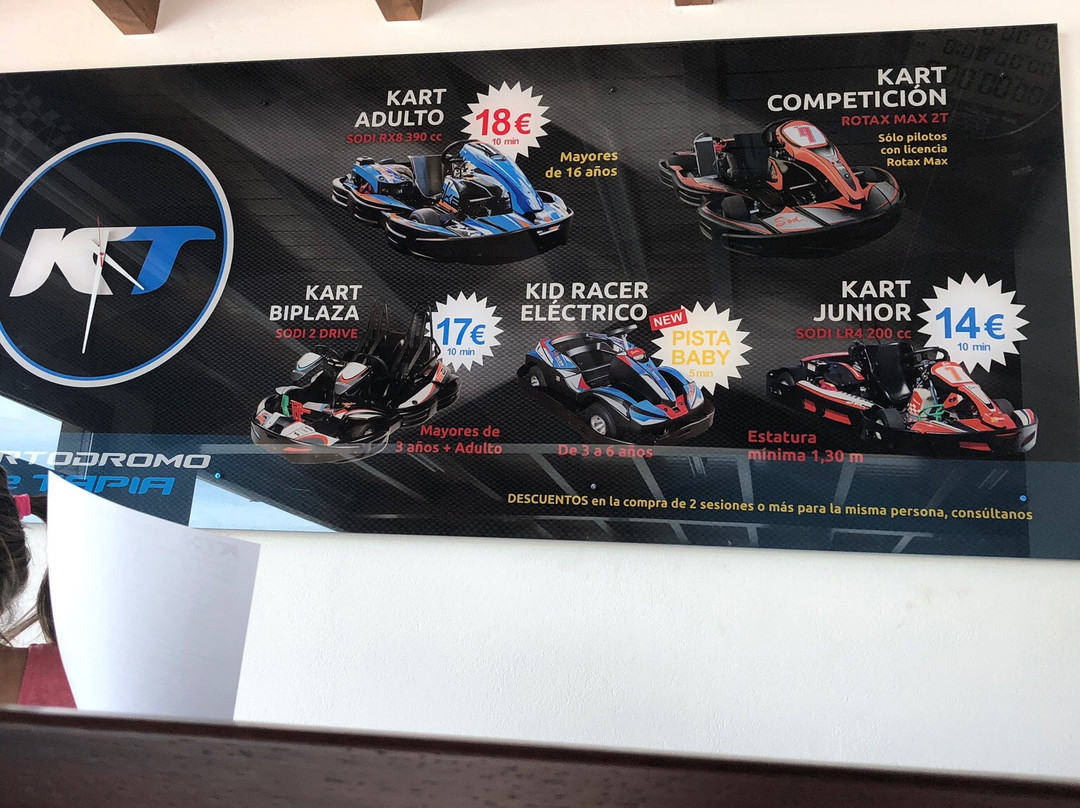 KT
KART
ADULTO
SODI RX8 390 cc
18€
10 min
Mayores
de 16 años
KART
COMPETICIÓN
ROTAX MAX 2T
Sólo pilotos
con licencia
Rotax Max
KART
BIPLAZA
SODI 2 DRIVE
17€
10 min
Mayores de
3 años + Adulto
KID RACER
ELÉCTRICO
NEW
PISTA
BABY
5 min
De 3 a 6 años
KART
JUN1OR
SODI LR4 200 cc
14€
10 min
Estatura
mínima 1,30 m
RTODROMO
TAPIA
DESCUENTOS en la compra de 2 sesiones o más para la misma persona, consúltanos